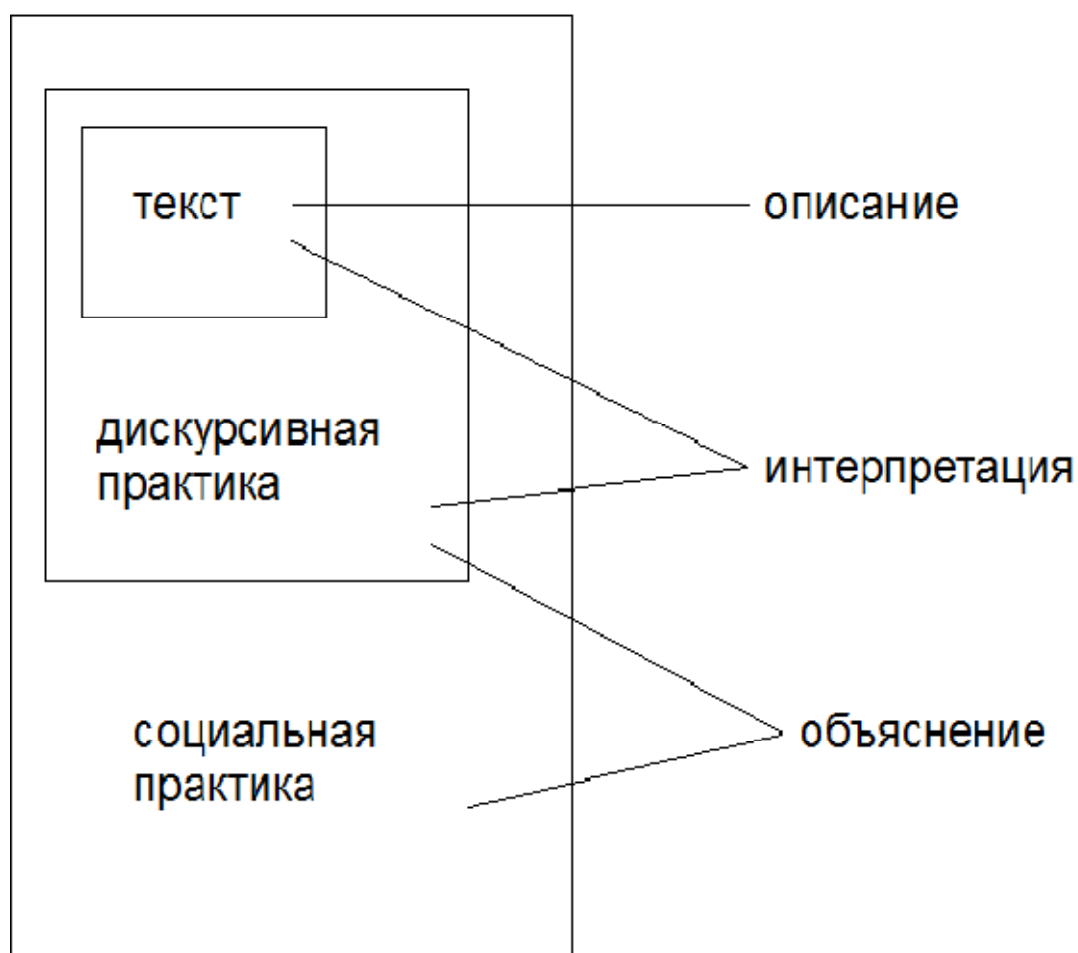 текст
описание
дискурсивная
практика
интерпретация
социальная
практика
объяснение